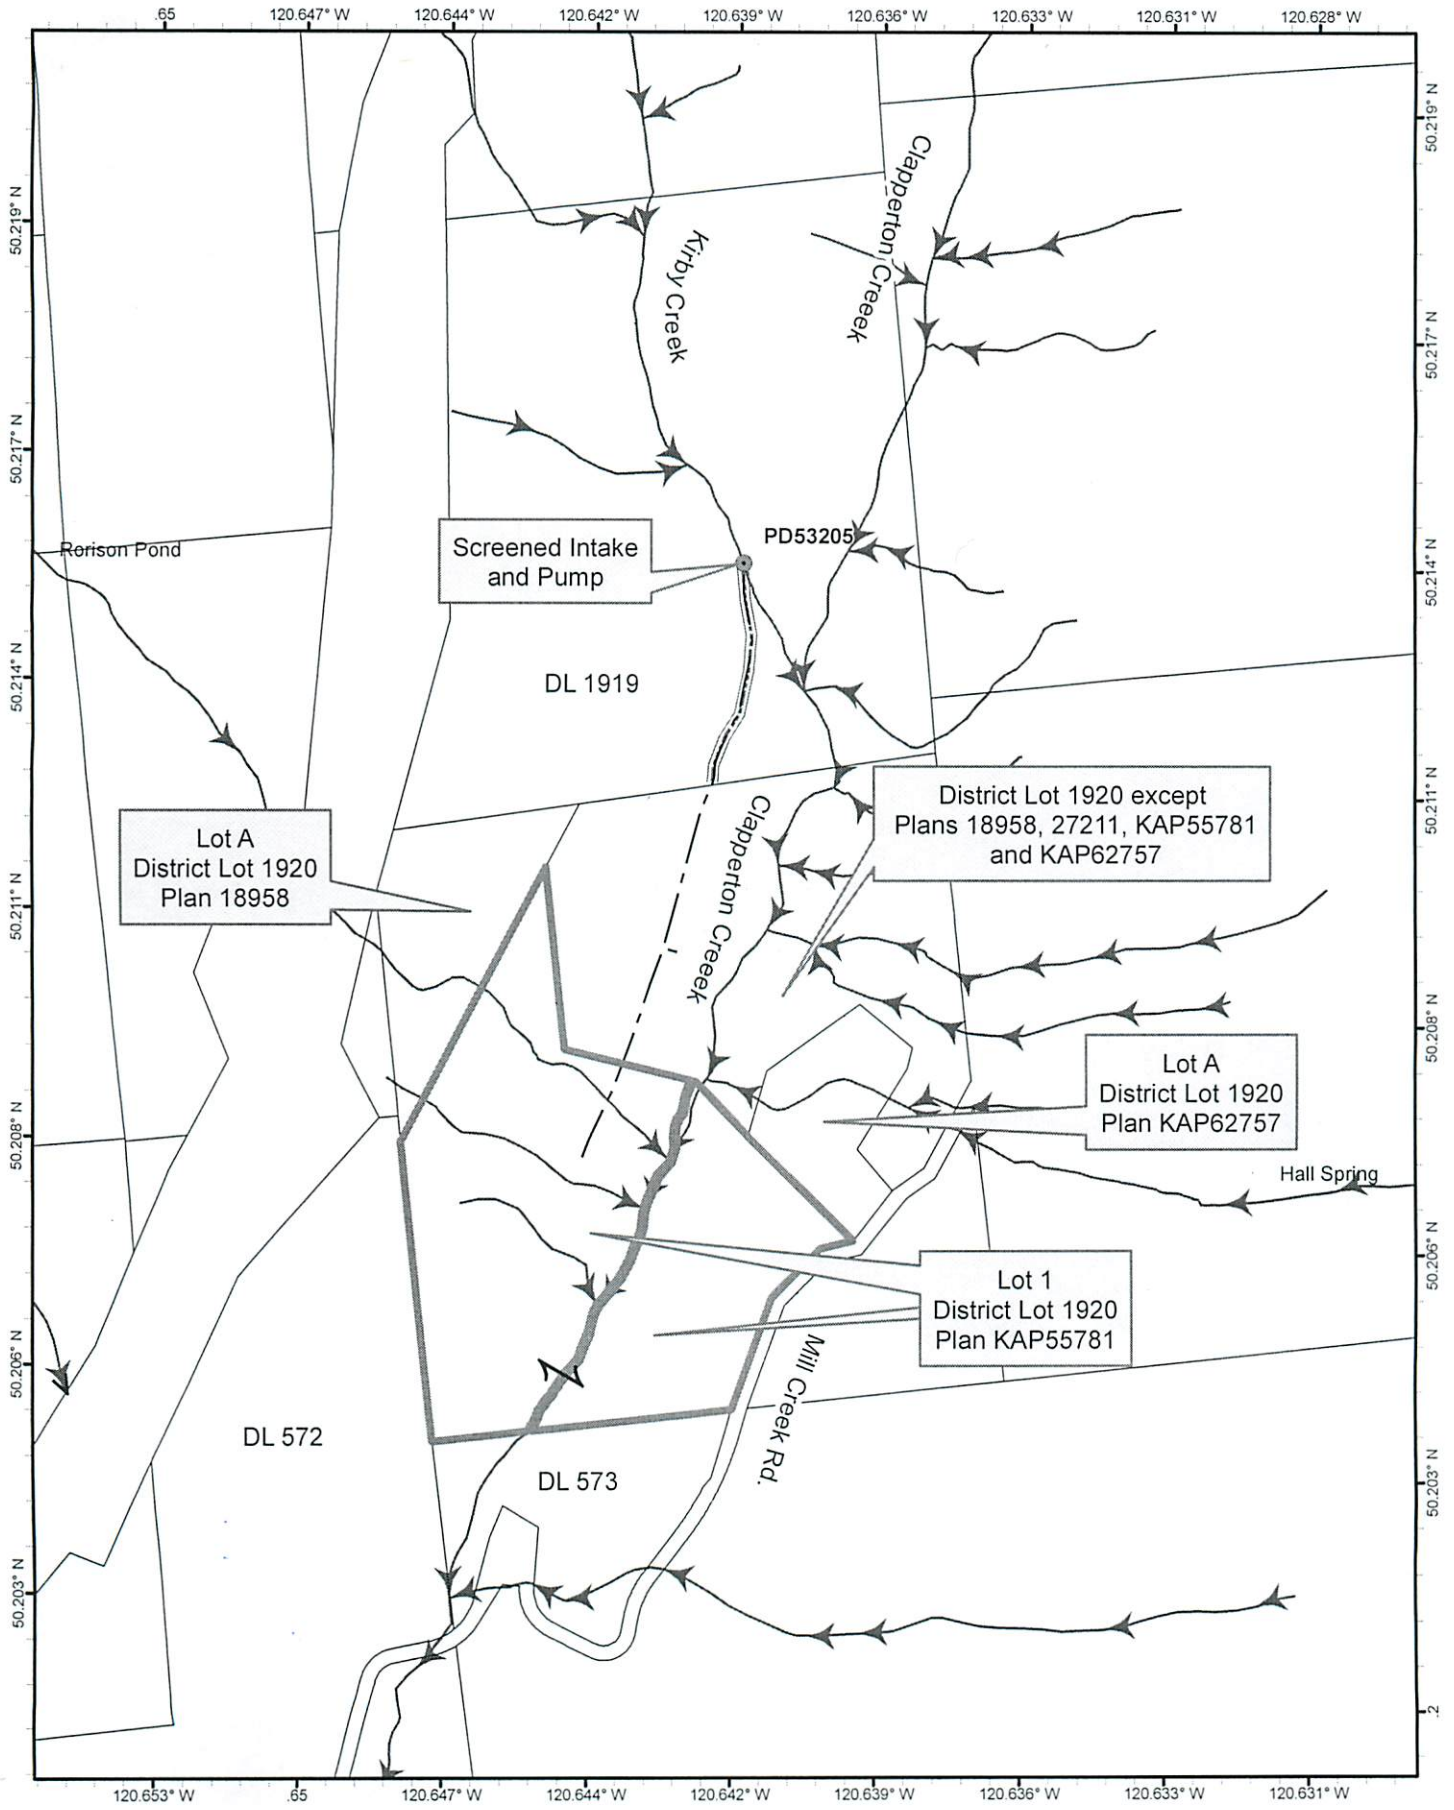 .65
120.647° W
120.644° W
120.642° W
120.639° W
120.636° W
120.633° W
120.631° W
120.628° W
50.219° N
50.219° N
Clapperton Creeek
Kirby Creek
50.217° N
50.217° N
PD53205
Rorison Pond
Screened Intake
and Pump
50.214° N
50.214° N
DL 1919
50.211° N
District Lot 1920 except
Plans 18958, 27211, KAP55781
and KAP62757
Lot A
District Lot 1920
Plan 18958
Clapperton Creeek
50.211° N
50.208° N
Lot A
District Lot 1920
Plan KAP62757
50.208° N
Hall Spring
50.206° N
Lot 1
District Lot 1920
Plan KAP55781
50.206° N
Mill Creek Rd.
DL 572
DL 573
50.203° N
50.203° N
.2
120.653° W
.65
120.647° W
120.644° W
120.642° W
120.639° W
120.636° W
120.633° W
120.631° W